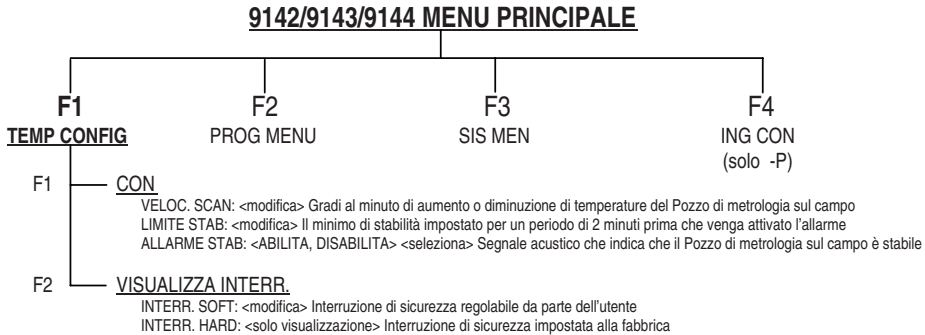 9142/9143/9144 MENU PRINCIPALE
F1 F2 F3 F4
TEMP CONFIG PROG MENU SIS MEN ING CON
(solo -P)
F1 CON
VELOC. SCAN: <modifica> Gradi al minuto di aumento o diminuzione di temperature del Pozzo di metrologia sul campo
LIMITE STAB: <modifica> Il minimo di stabilità impostato per un periodo di 2 minuti prima che venga attivato l'allarme
ALLARME STAB: <ABILITA, DISABILITA> <seleziona> Segnale acustico che indica che il Pozzo di metrologia sul campo è stabile
F2 VISUALIZZA INTERR.
INTERR. SOFT: <modifica> Interruzione di sicurezza regolabile da parte dell'utente
INTERR. HARD: <solo visualizzazione> Interruzione di sicurezza impostata alla fabbrica